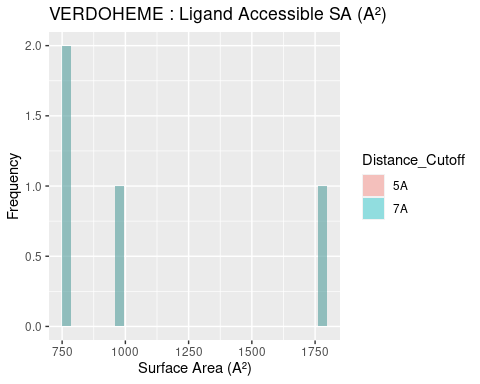 VERDOHEME : Ligand Accessible SA (A²)
2.0
1.5
1.0
0.5
0.0
Frequency
750 1000 1250 1500 1750
Surface Area (A²)
Distance_Cutoff
5A
7A